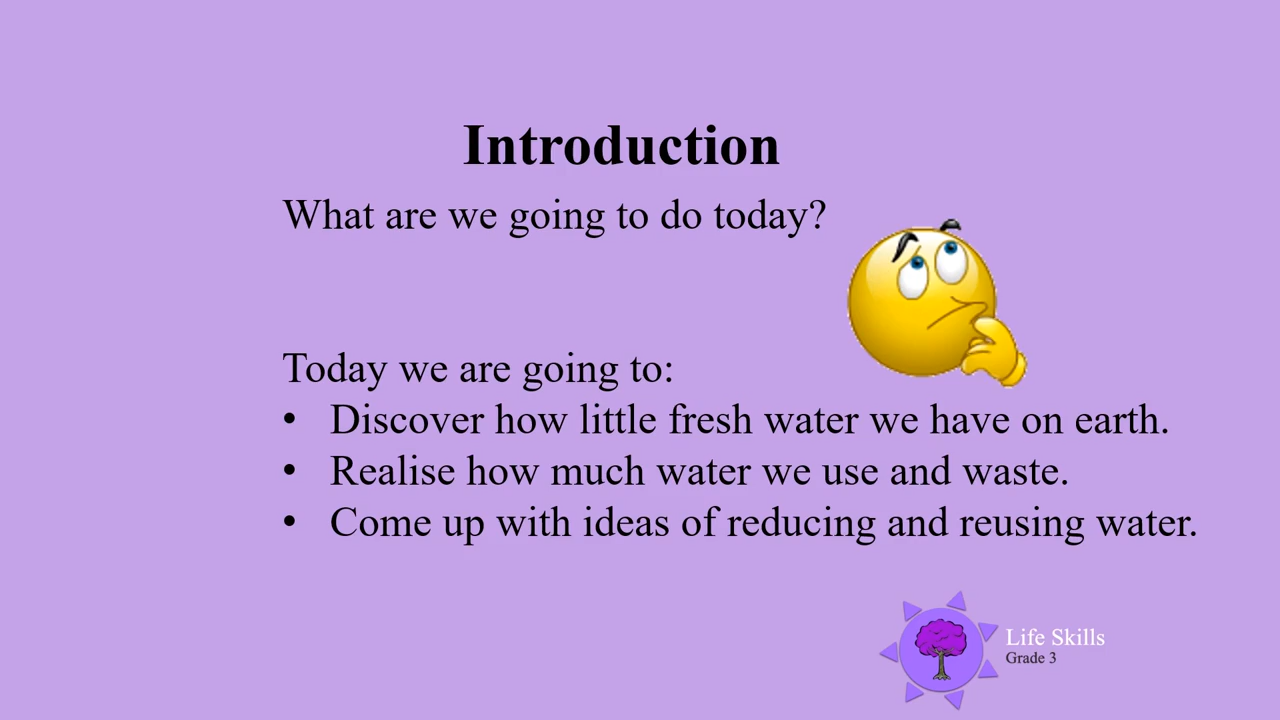 Introduction
What are we going to do today?
Today we are going to:
• Discover how little fresh water we have on earth.
• Realise how much water we use and waste.
• Come up with ideas of reducing and reusing water.
Life Skills
Grade 3